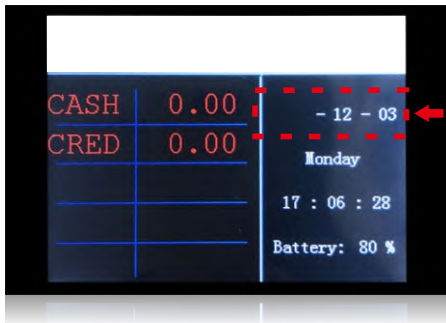 CASH 0.00
CRED 0.00
- 12 - 03
Monday
17 : 06 : 28
Battery: 80 %